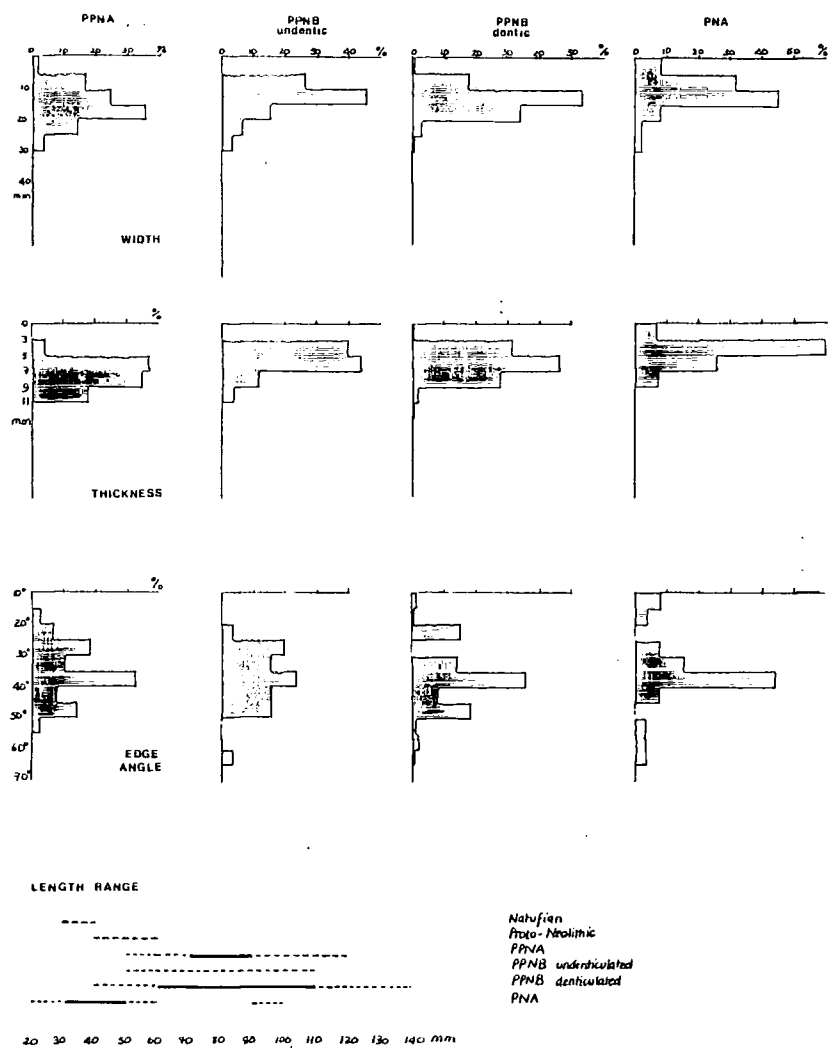 PPNA
PPNB
undentic
PPNB
dentic
PNA
0 10 20 30 %
0 10 20 30 40 %
0 10 20 30 40 50 %
0 10 20 30 40 50 60 %
10
20
30
40
mm
WIDTH
%
0
3
5
7
9
11
mm
THICKNESS
%
10°
20°
30°
40°
50°
60°
70°
EDGE
ANGLE
LENGTH RANGE
Natufian
Proto-Neolithic
PPNA
PPNB undenticulated
PPNB denticulated
PNA
20 30 40 50 60 70 80 90 100 110 120 130 140 mm